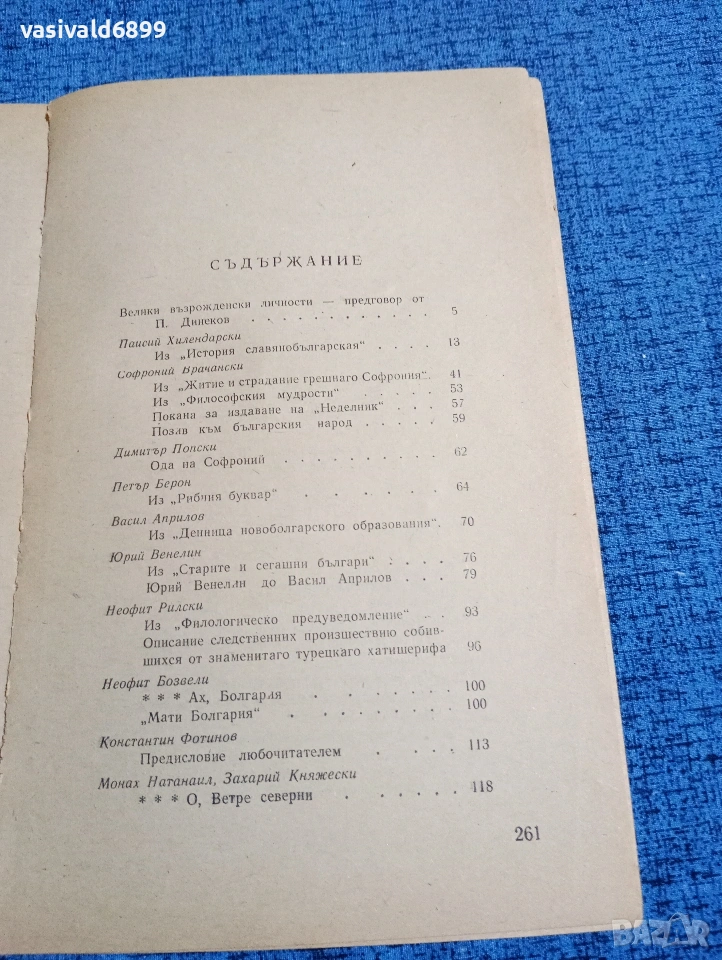 vasivald6899
СЪДЪРЖАНИЕ
Велики възрожденски личности — предговор от
П. Динеков . . . . . . . . . . . 5
Паисий Хилендарски
Из „История славянобългарская“ . . . . 13
Софроний Врачански
Из „Житие и страдание грешнаго Софрония“. 41
Из „Философския мудрости“ . . . . . 53
Покана за издаване на „Неделник“ . . . 57
Позив към българския народ . . . . 59
Димитър Попски
Ода на Софроний . . . . . . . . . 62
Петър Берон
Из „Рибния буквар“ . . . . . . . 64
Васил Априлов
Из „Денница новоболгарского образования“. 70
Юрий Венелин
Из „Старите и сегашни българи“ . . . . 76
Юрий Венелин до Васил Априлов . . . 79
Неофит Рилски
Из „Филологическо предуведомление“ . . 93
Описание следственних произшествию собив-
шихся от знаменитаго турецкаго хатишерифа 96
Неофит Бозвели
* * * Ах, Болгария . . . . . . . 100
„Мати Болгария“ . . . . . . . . 100
Константин Фотинов
Предисловие любочитателем . . . . . 113
Монах Натанаил, Захарий Княжески
* * * О, Ветре северни . . . . . . 118
261
BAZAR